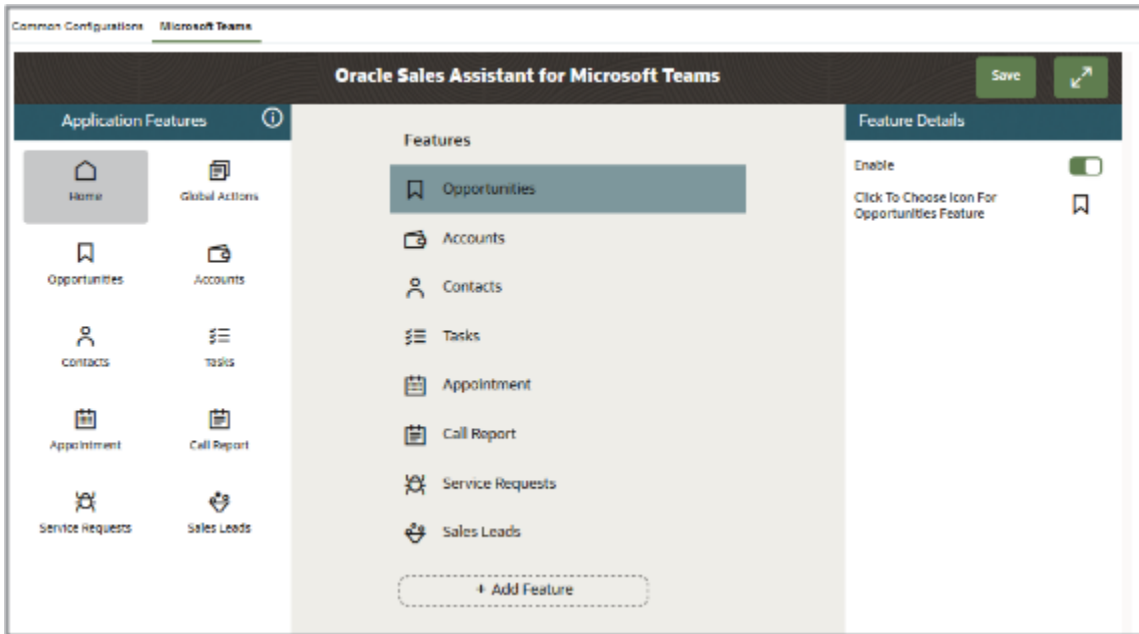 Common Configurations Microsoft Teams
Oracle Sales Assistant for Microsoft Teams Save
Application Features
Home Global Actions
Opportunities Accounts
Contacts Tasks
Appointment Call Report
Service Requests Sales Leads
Features
Opportunities
Accounts
Contacts
Tasks
Appointment
Call Report
Service Requests
Sales Leads
+ Add Feature
Feature Details
Enable
Click To Choose Icon For
Opportunities Feature